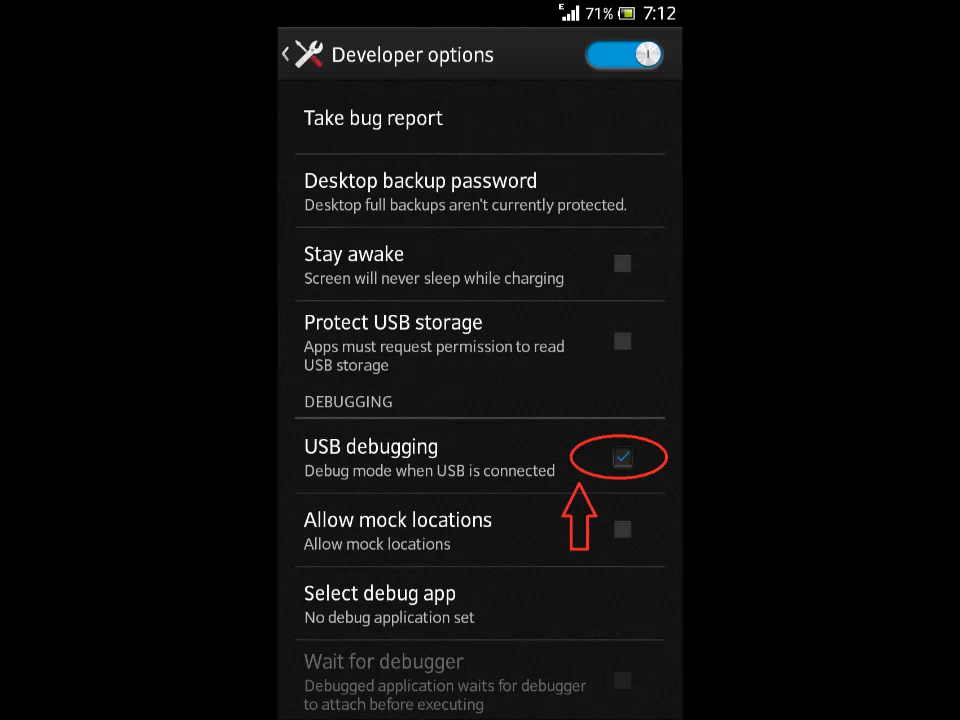 E 71% 7:12
Developer options
Take bug report
Desktop backup password
Desktop full backups aren't currently protected.
Stay awake
Screen will never sleep while charging
Protect USB storage
Apps must request permission to read
USB storage
DEBUGGING
USB debugging
Debug mode when USB is connected
Allow mock locations
Allow mock locations
Select debug app
No debug application set
Wait for debugger
Debugged application waits for debugger
to attach before executing